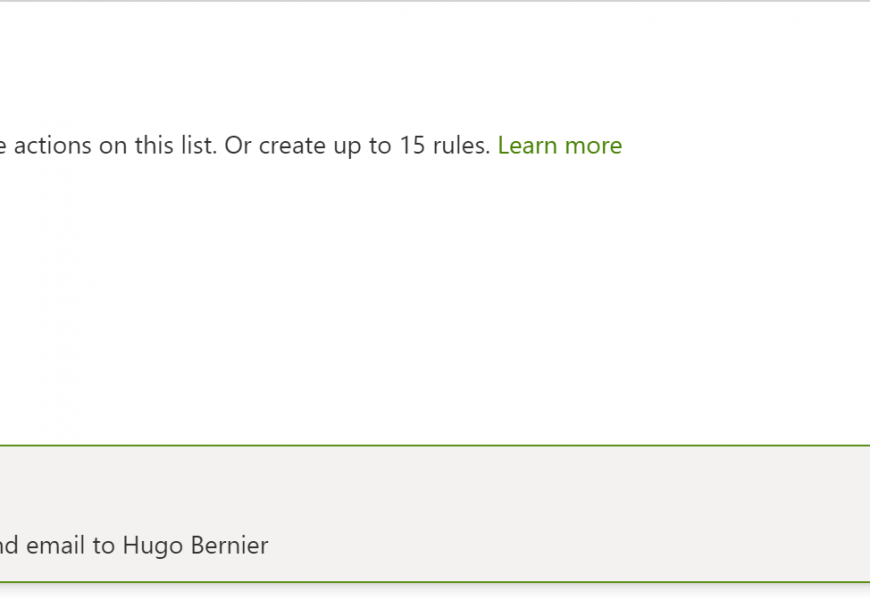 e actions on this list. Or create up to 15 rules. Learn more
nd email to Hugo Bernier